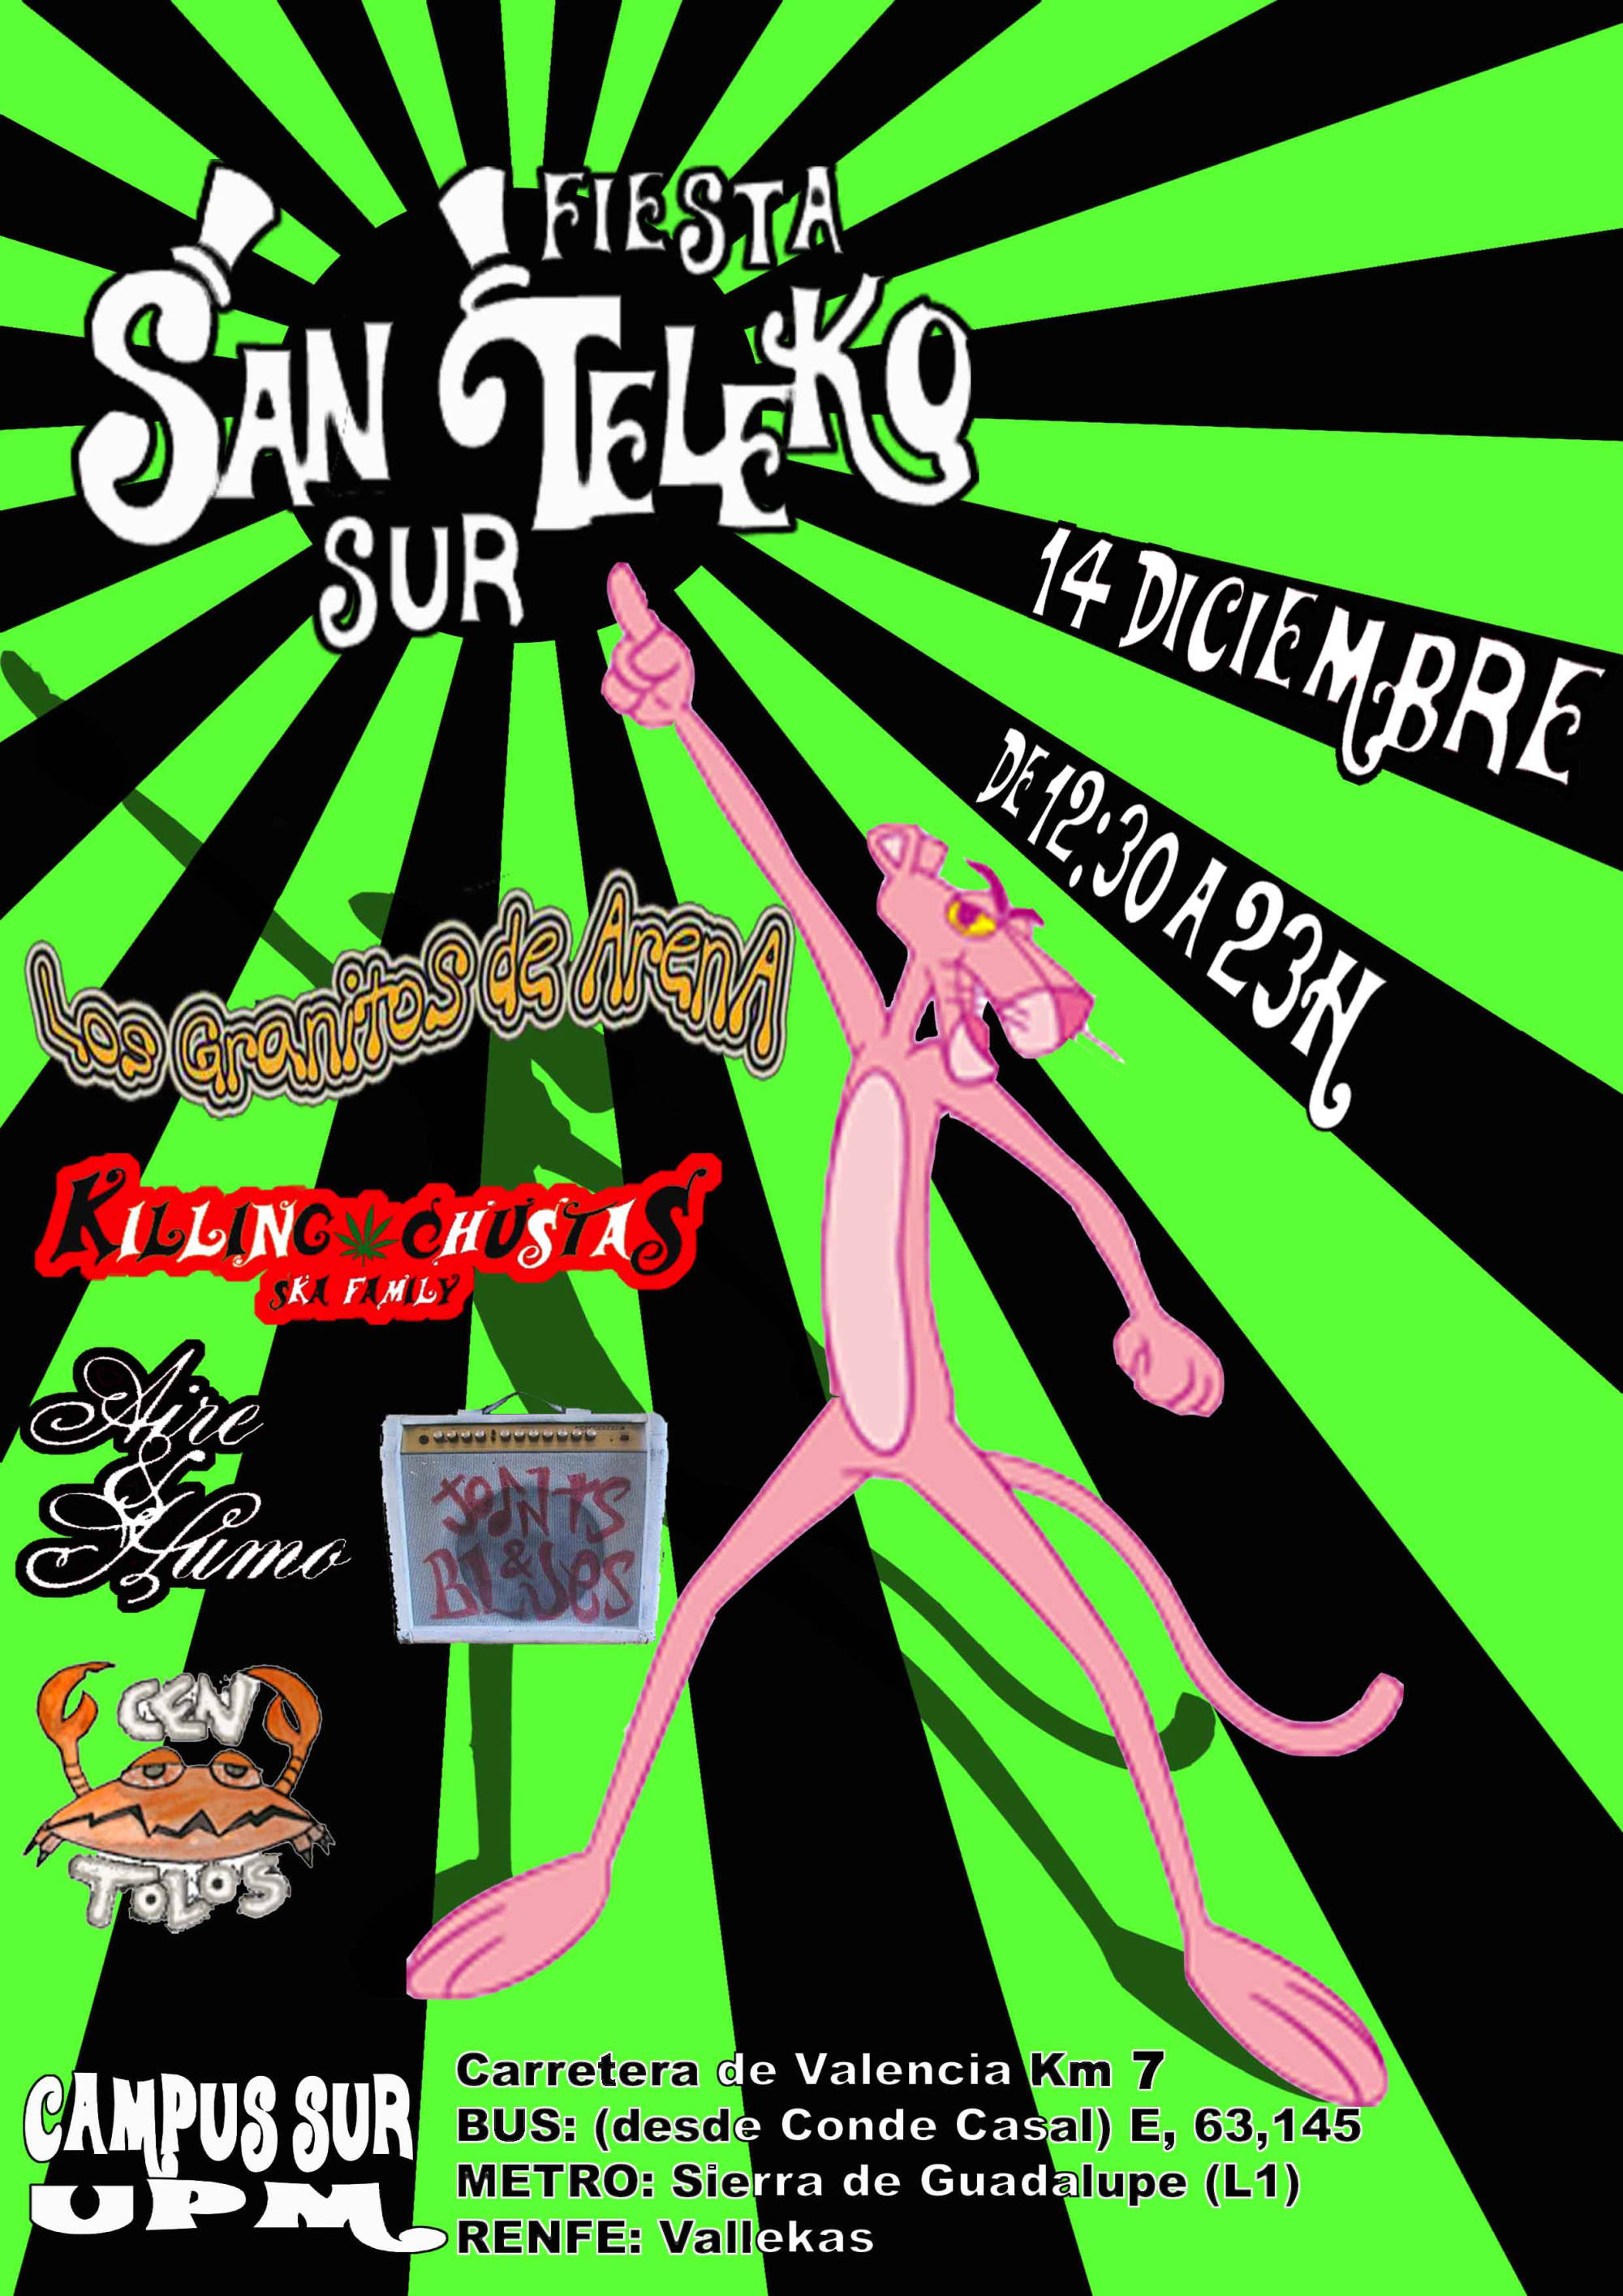 FIESTA
SAN TELEKO
SUR
14 DICIEMBRE
DE 12:30 A 23H
Los Granitos de ArenA
KILLING CHUSTAS
SKA FAMILY
Aire
&
Humo
JOINTS
&
BLUES
CEN
TOLOS
CAMPUS SUR
UPM
Carretera de Valencia Km 7
BUS: (desde Conde Casal) E, 63,145
METRO: Sierra de Guadalupe (L1)
RENFE: Vallekas